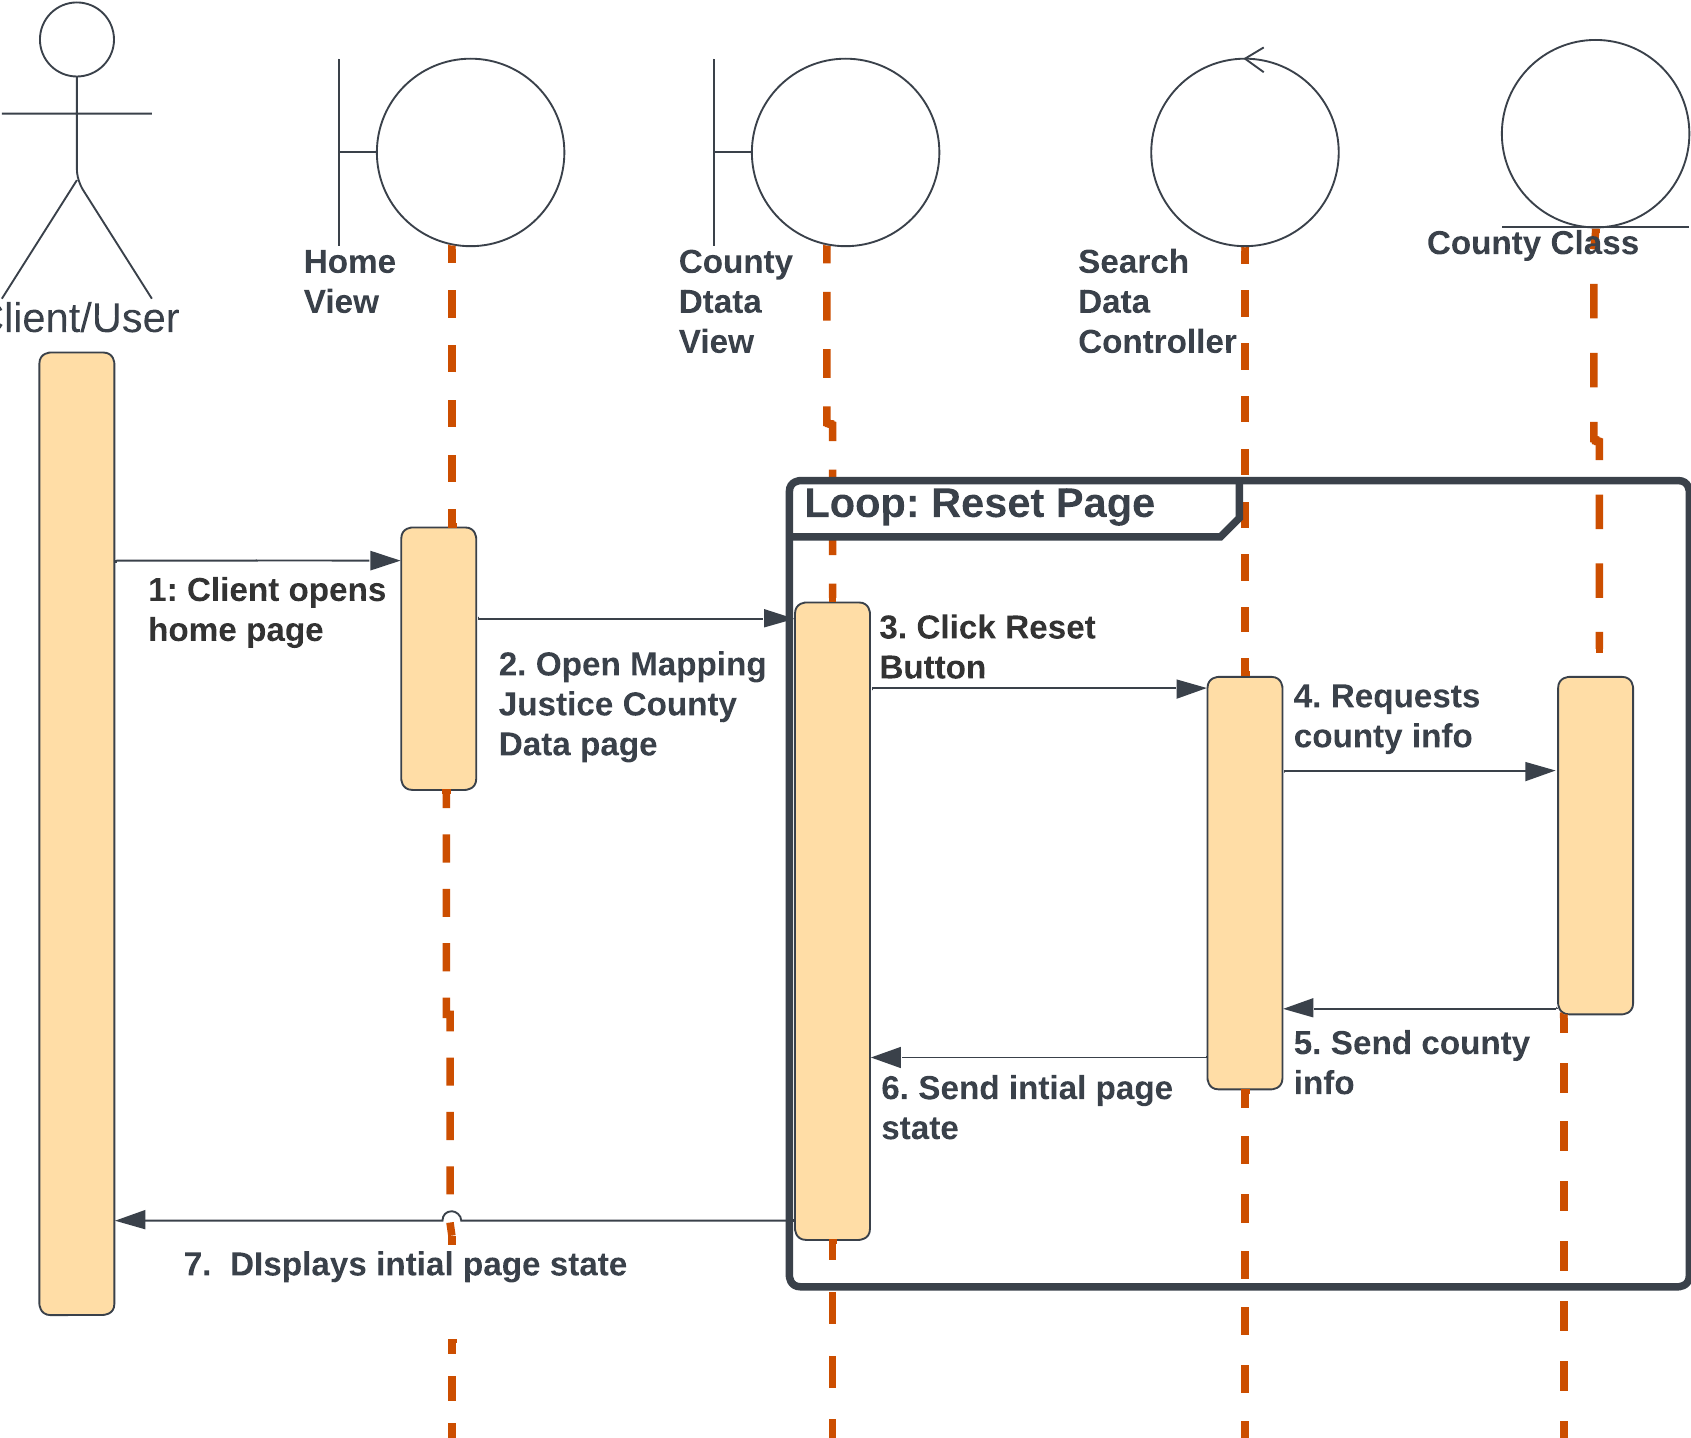 Client/User
Home
View
County
Dtata
View
Search
Data
Controller
County Class
Loop: Reset Page
1: Client opens
home page
2. Open Mapping
Justice County
Data page
3. Click Reset
Button
4. Requests
county info
5. Send county
info
6. Send intial page
state
7.  DIsplays intial page state